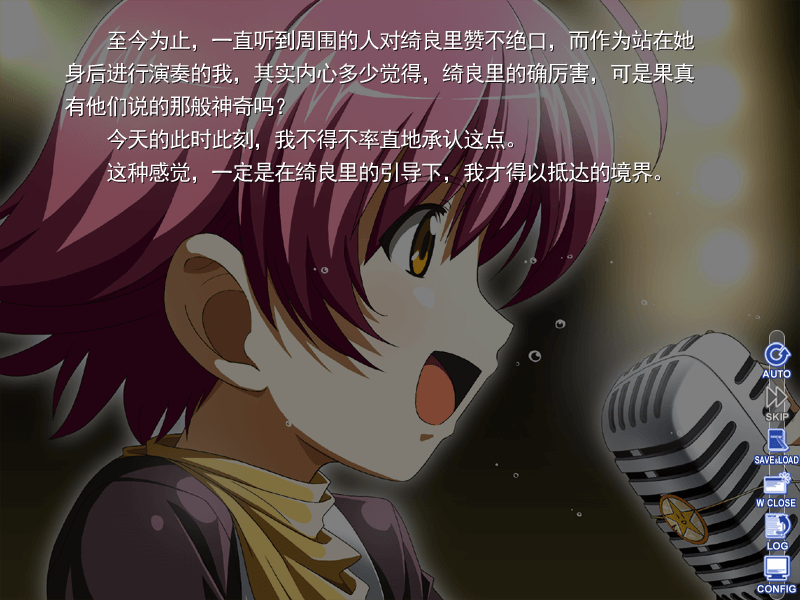 至今为止，一直听到周围的人对绮良里赞不绝口，而作为站在她
身后进行演奏的我，其实内心多少觉得，绮良里的确厉害，可是果真
有他们说的那般神奇吗？
今天的此时此刻，我不得不率直地承认这点。
这种感觉，一定是在绮良里的引导下，我才得以抵达的境界。
AUTO
SKIP
SAVE&LOAD
W CLOSE
LOG
CONFIG